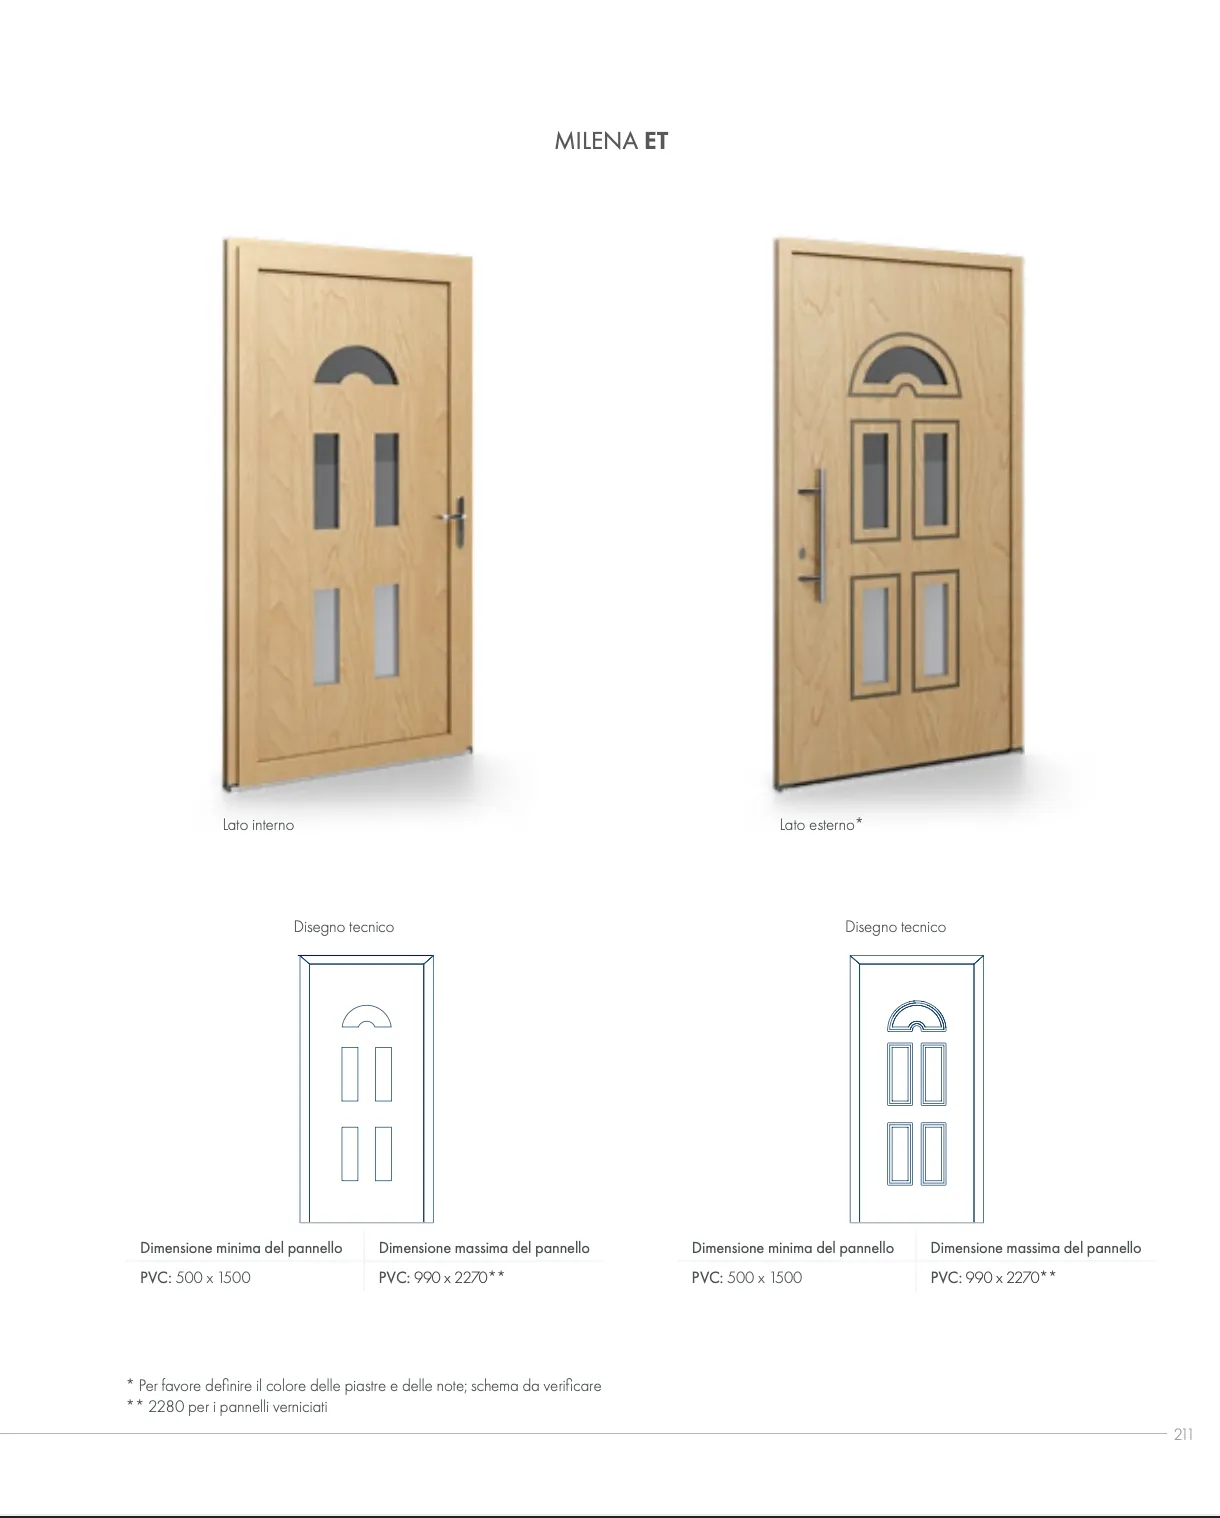 MILENA ET
Lato interno
Lato esterno*
Disegno tecnico
Disegno tecnico
Dimensione minima del pannello
Dimensione massima del pannello
PVC: 500 x 1500
PVC: 990 x 2270**
Dimensione minima del pannello
Dimensione massima del pannello
PVC: 500 x 1500
PVC: 990 x 2270**
* Per favore definire il colore delle piastre e delle note; schema da verificare
** 2280 per i pannelli verniciati
211